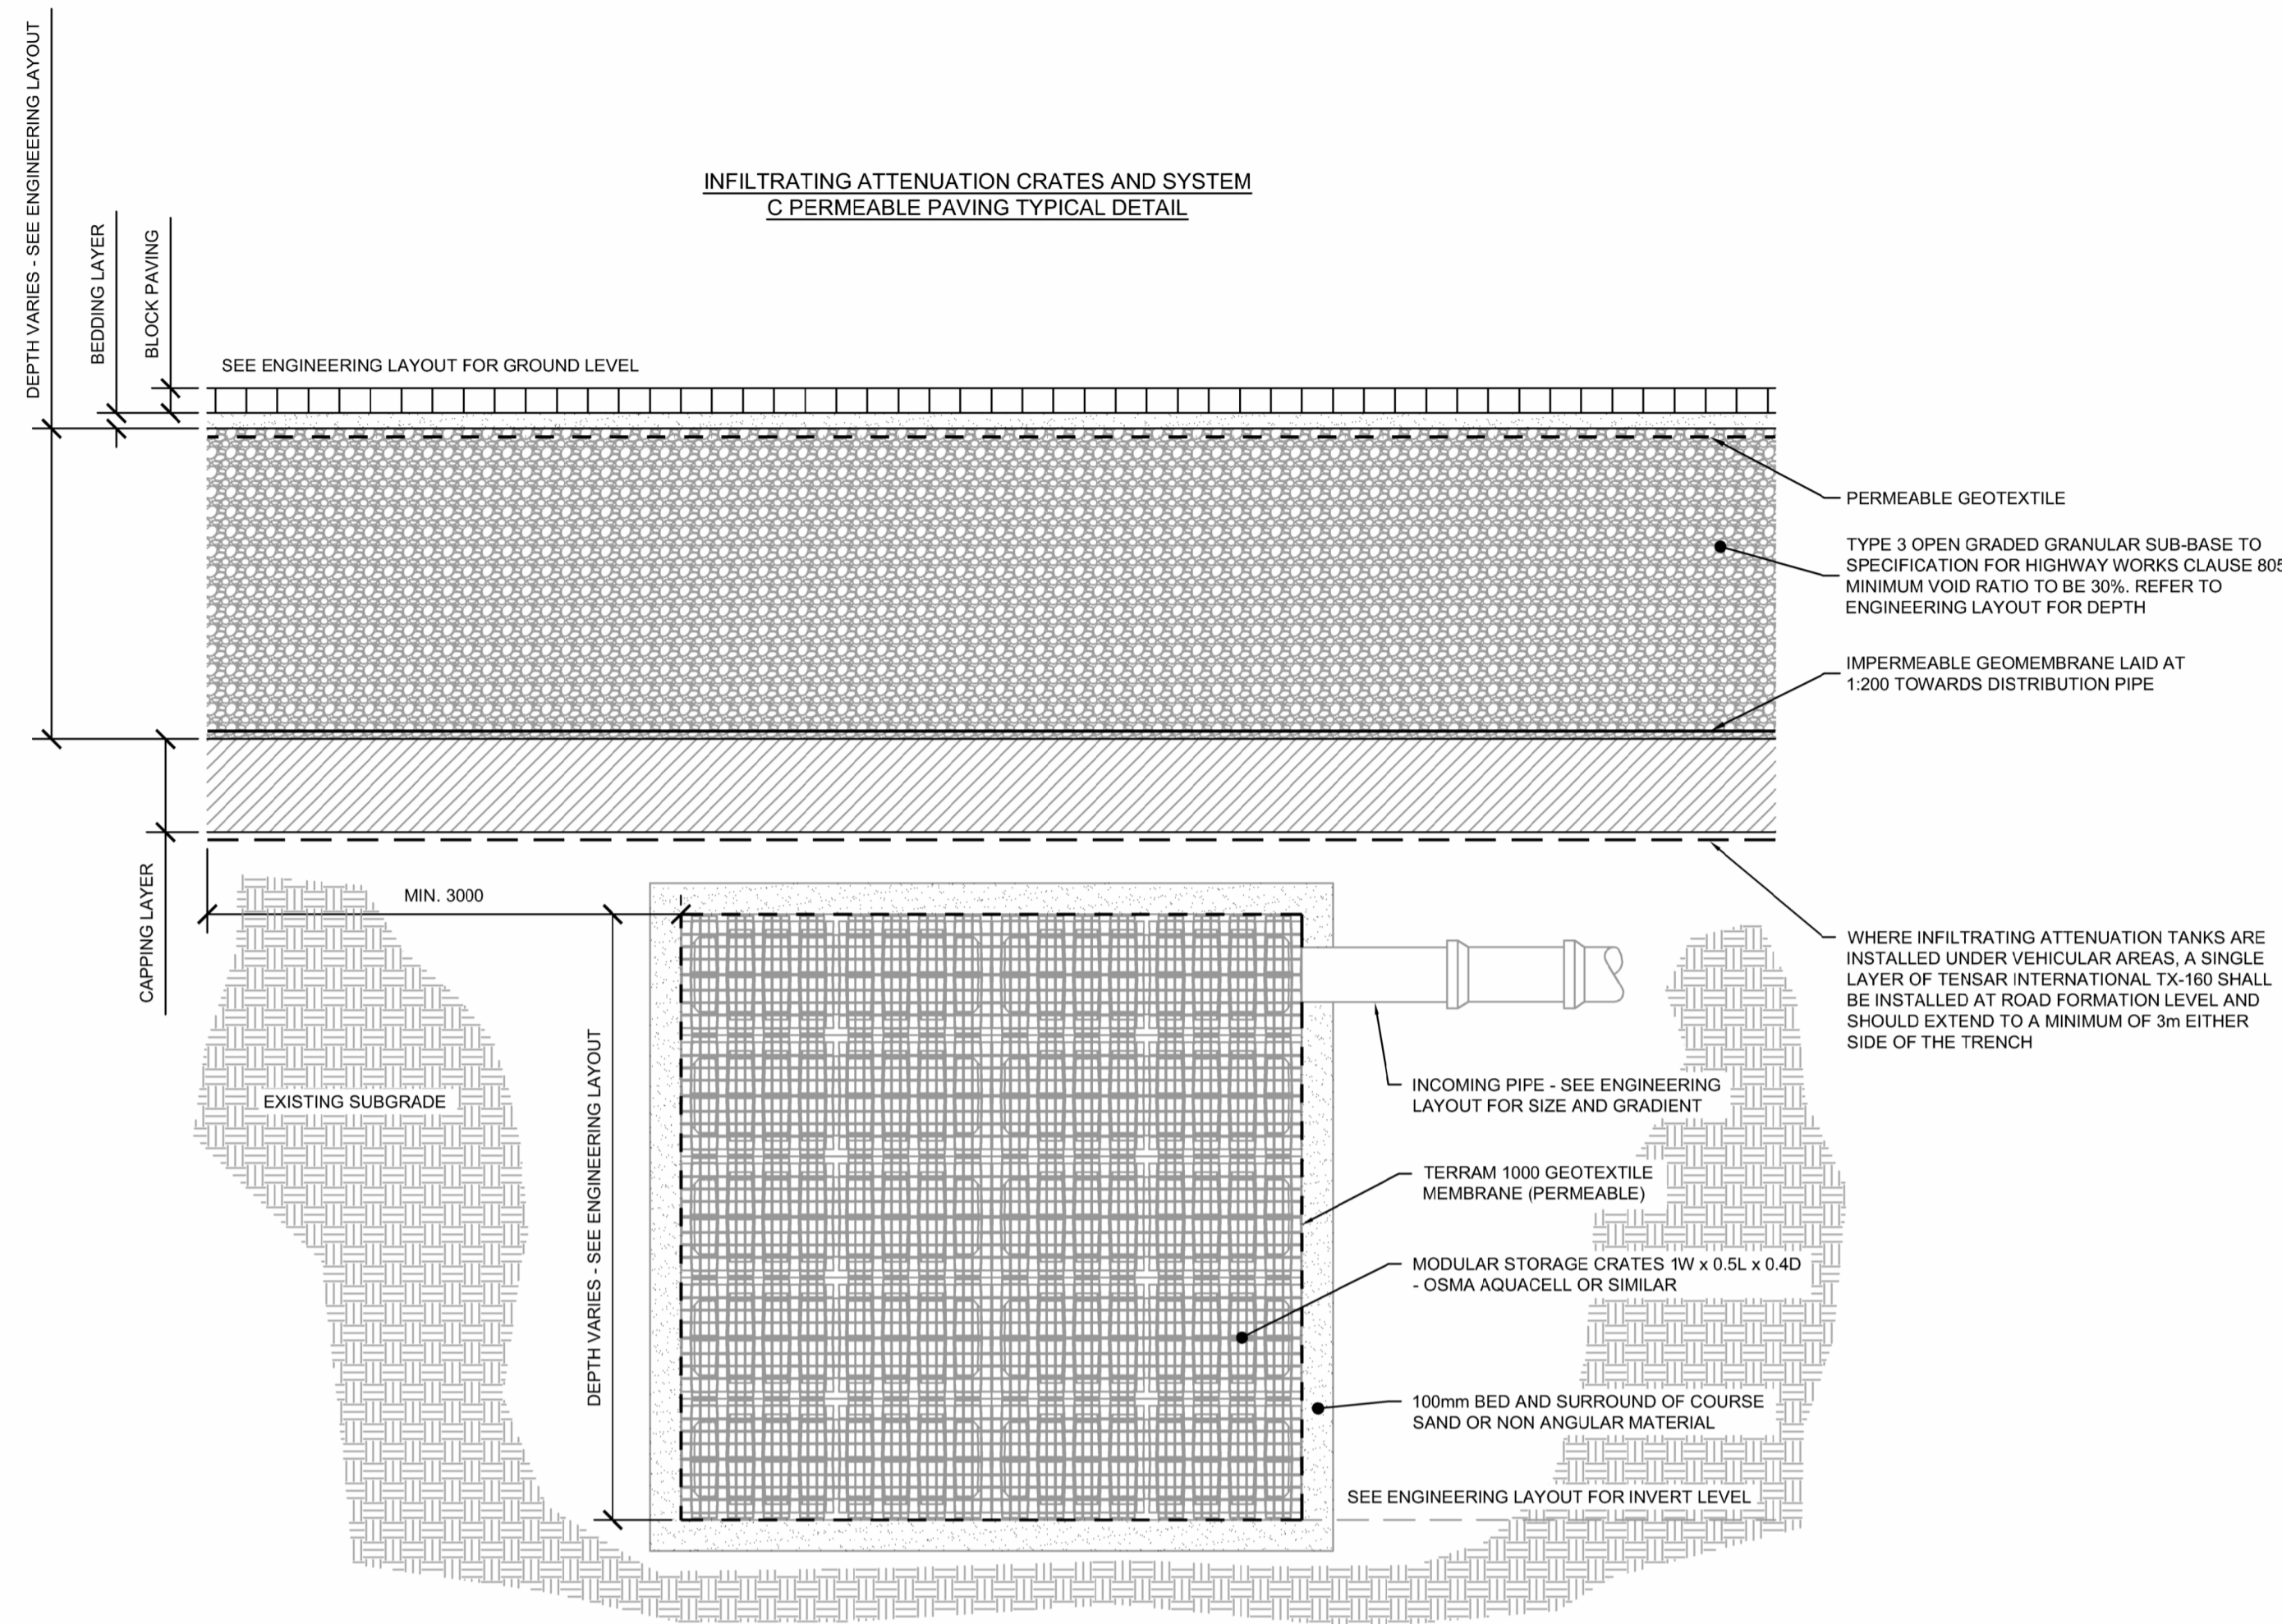 INFILTRATING ATTENUATION CRATES AND SYSTEM
C PERMEABLE PAVING TYPICAL DETAIL
DEPTH VARIES - SEE ENGINEERING LAYOUT
BEDDING LAYER
BLOCK PAVING
SEE ENGINEERING LAYOUT FOR GROUND LEVEL
PERMEABLE GEOTEXTILE
TYPE 3 OPEN GRADED GRANULAR SUB-BASE TO
SPECIFICATION FOR HIGHWAY WORKS CLAUSE 805
MINIMUM VOID RATIO TO BE 30%. REFER TO
ENGINEERING LAYOUT FOR DEPTH
IMPERMEABLE GEOMEMBRANE LAID AT
1:200 TOWARDS DISTRIBUTION PIPE
CAPPING LAYER
MIN. 3000
WHERE INFILTRATING ATTENUATION TANKS ARE
INSTALLED UNDER VEHICULAR AREAS, A SINGLE
LAYER OF TENSAR INTERNATIONAL TX-160 SHALL
BE INSTALLED AT ROAD FORMATION LEVEL AND
SHOULD EXTEND TO A MINIMUM OF 3m EITHER
SIDE OF THE TRENCH
EXISTING SUBGRADE
DEPTH VARIES - SEE ENGINEERING LAYOUT
INCOMING PIPE - SEE ENGINEERING
LAYOUT FOR SIZE AND GRADIENT
TERRAM 1000 GEOTEXTILE
MEMBRANE (PERMEABLE)
MODULAR STORAGE CRATES 1W x 0.5L x 0.4D
- OSMA AQUACELL OR SIMILAR
100mm BED AND SURROUND OF COURSE
SAND OR NON ANGULAR MATERIAL
SEE ENGINEERING LAYOUT FOR INVERT LEVEL